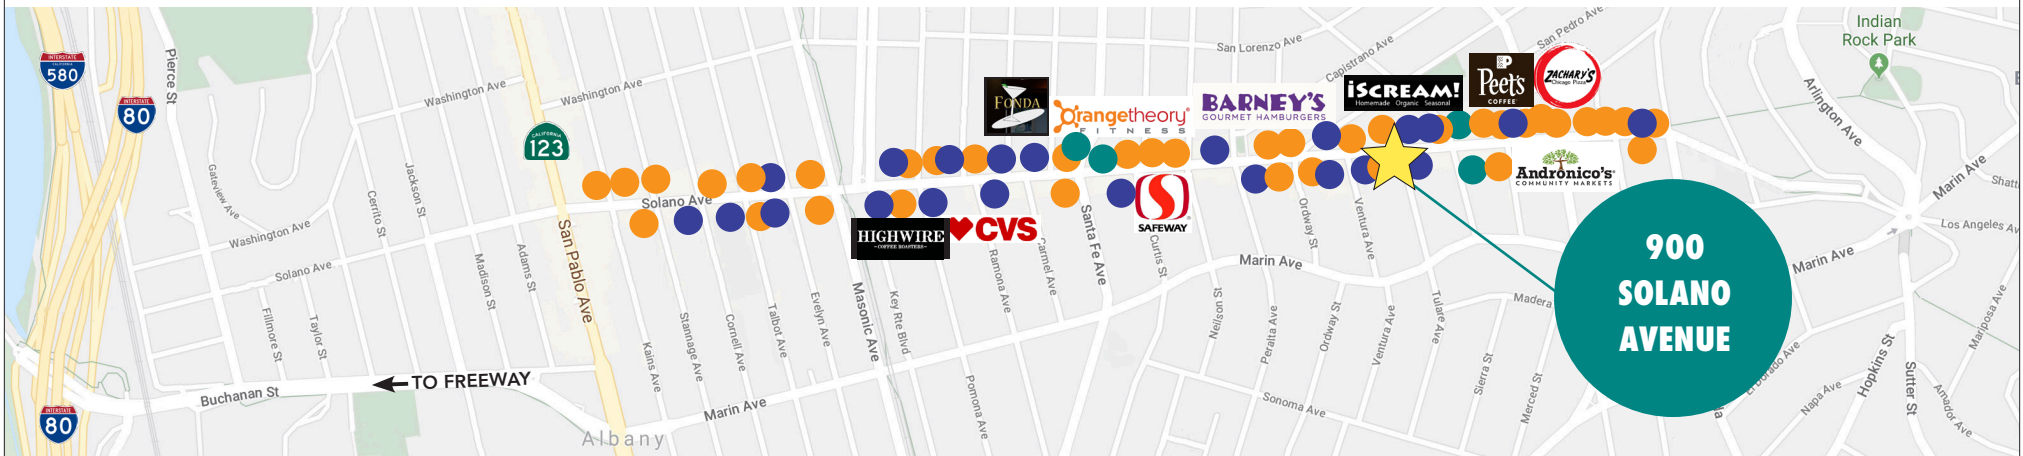 INTERSTATE
CALIFORNIA
580
INTERSTATE
80
INTERSTATE
80
CALIFORNIA
123
Pierce St
Washington Ave
Washington Ave
Washington Ave
Gateview Ave
Cerrito St
Jackson St
Solano Ave
Solano Ave
Fillmore St
Taylor St
Madison St
Adams St
San Pablo Ave
Buchanan St
TO FREEWAY
Albany
Kains Ave
Stannage Ave
Cornell Ave
Talbot Ave
Evelyn Ave
Masonic Ave
Key Rte Blvd
Marin Ave
Pomona Ave
Ramona Ave
Carmel Ave
Santa Fe Ave
Curtis St
FONDA
Orangetheory®
FITNESS
HIGHWIRE
COFFEE ROASTERS
CVS
SAFEWAY
BARNEY'S
GOURMET HAMBURGERS
San Lorenzo Ave
Capistrano Ave
San Pedro Ave
iSCREAM!
Homemade Organic Seasonal
Peet's
COFFEE
ZACHARY'S
Chicago Pizza
Andronico's®
COMMUNITY MARKETS
Marin Ave
Neilson St
Peralta Ave
Ordway St
Ordway St
Ventura Ave
Ventura Ave
Tulare Ave
Sonoma Ave
Sierra St
Merced St
Madera
900
SOLANO
AVENUE
Indian
Rock Park
Arlington Ave
Marin Ave
Marin Ave
Shatt
Los Angeles Av
Mariposa Ave
El Dorado Ave
Napa Ave
Hopkins St
Sutter St
Amador Ave